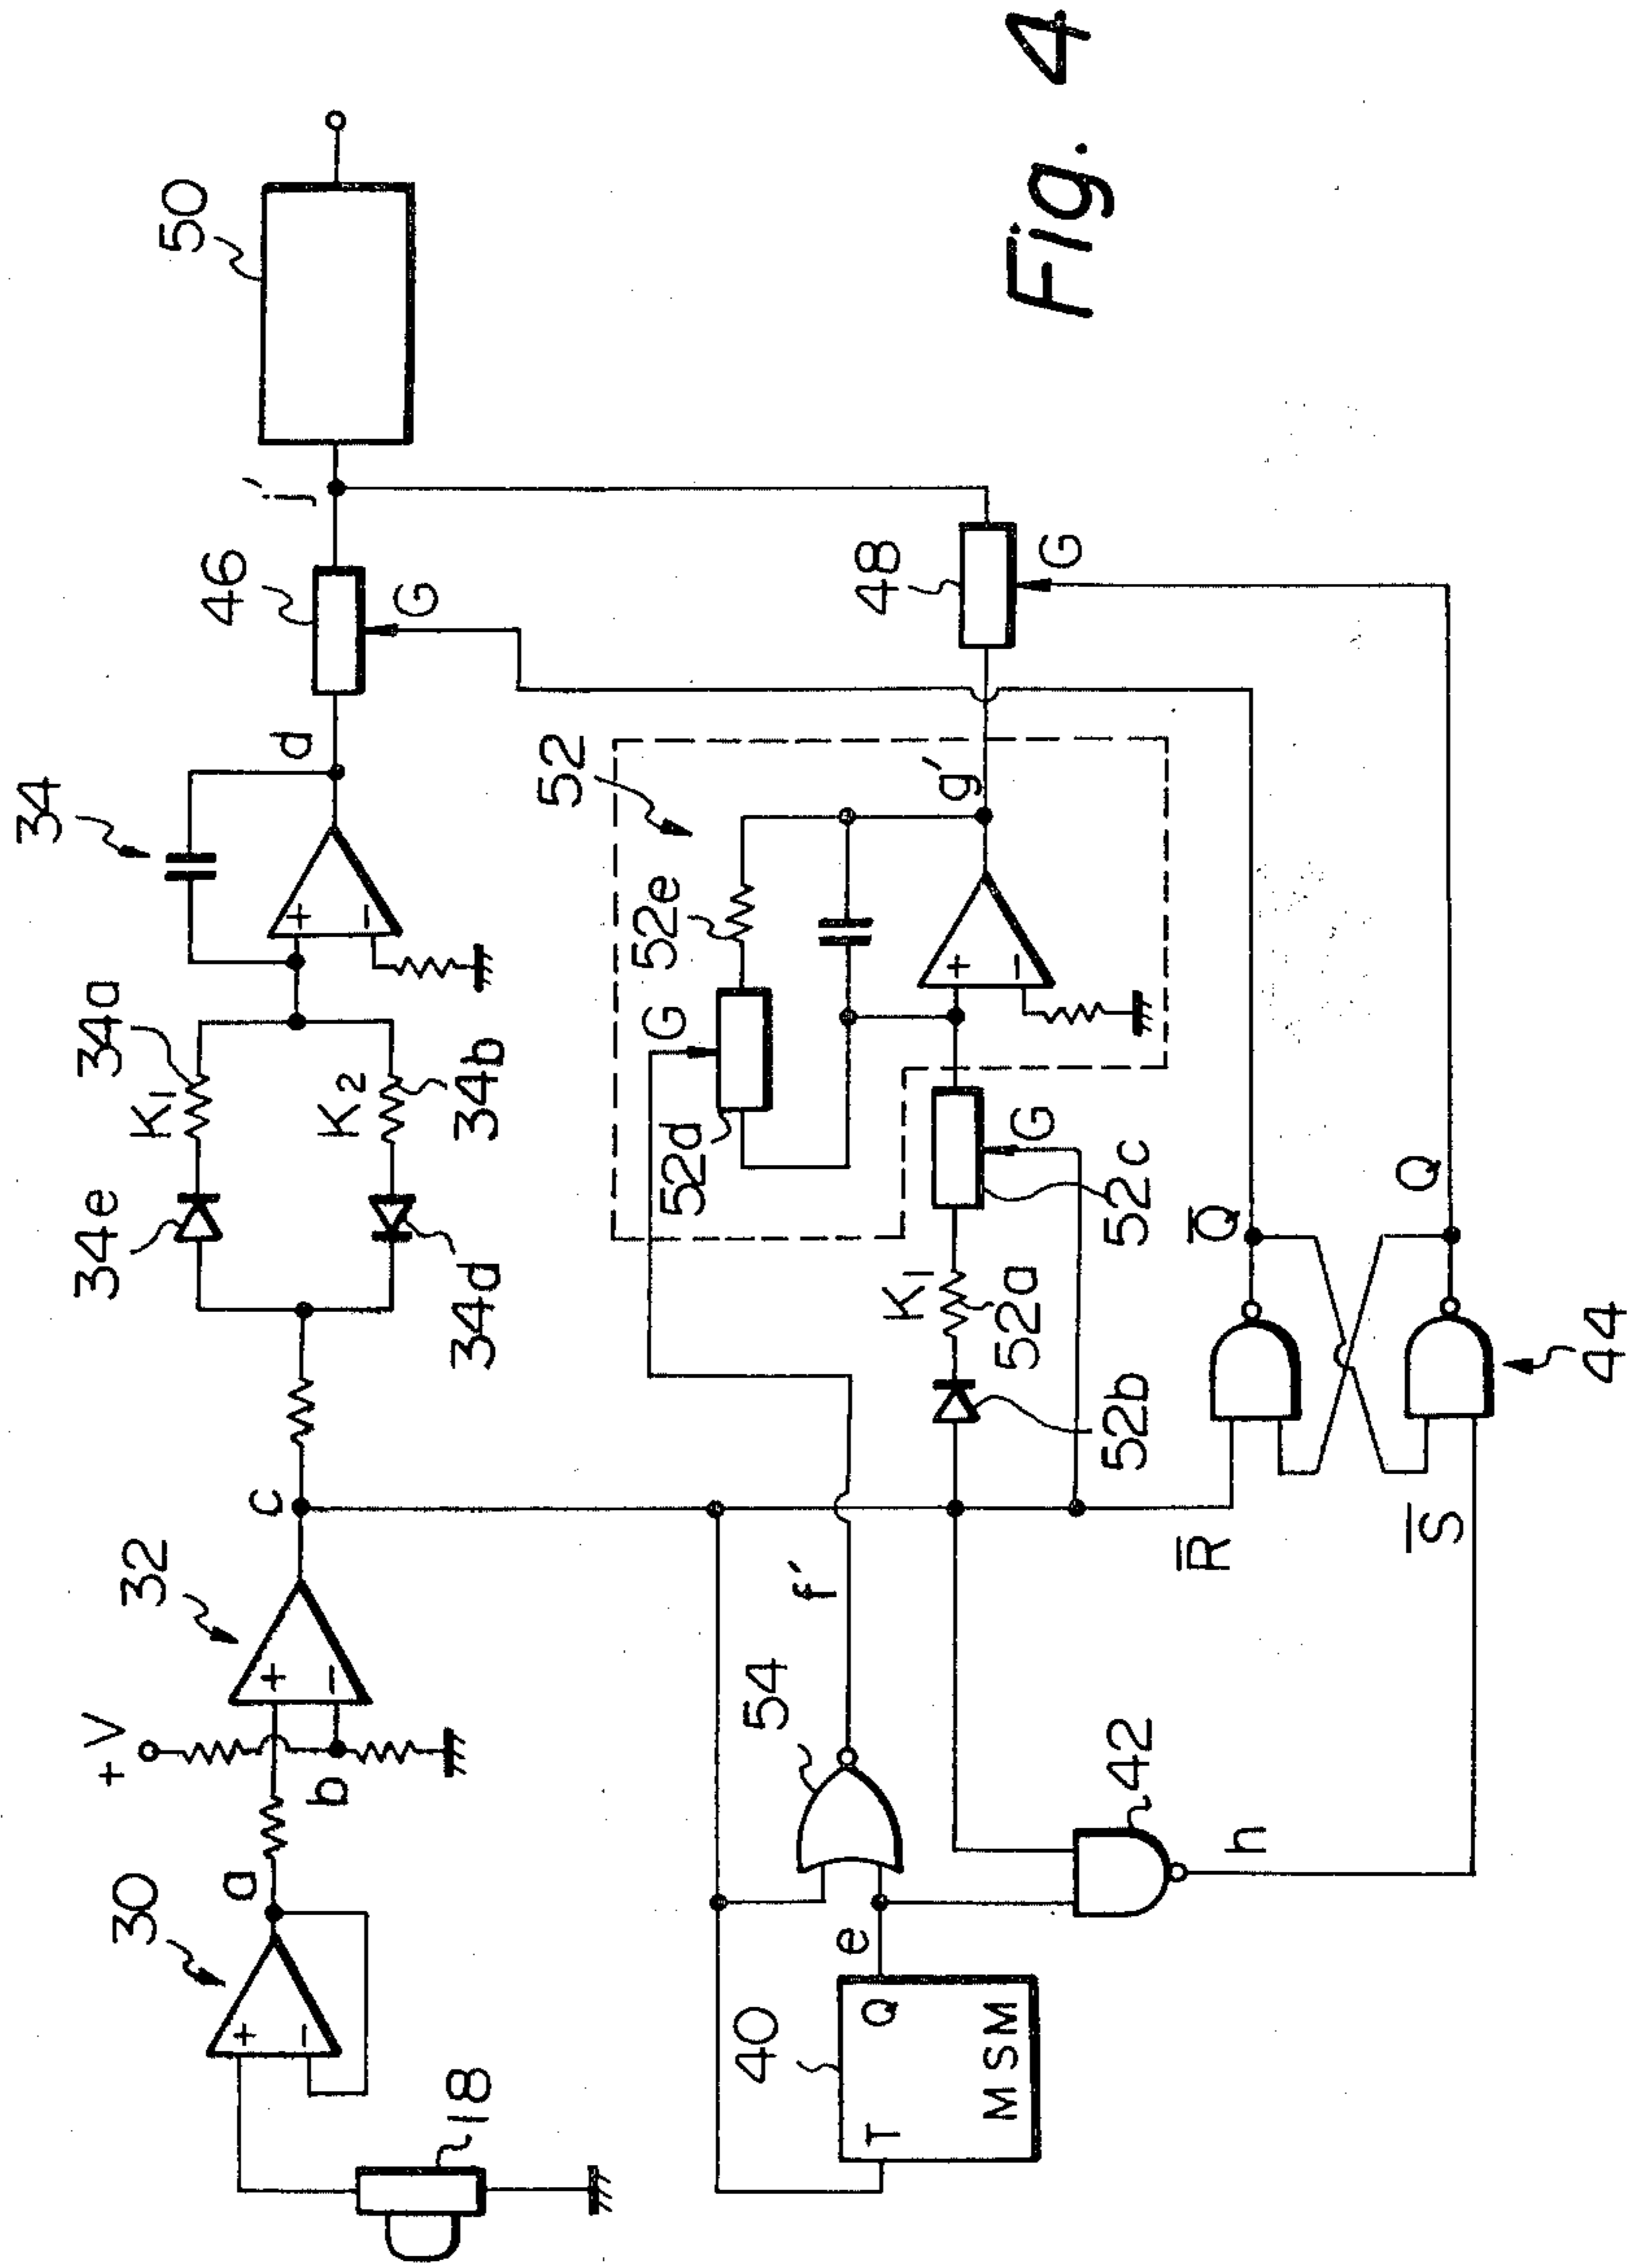 18
30
+
−
a
+V
b
32
+
−
c
34e
K1
34a
34d
K2
34b
34
+
−
d
46
G
j′
50
40
T
Q
MSM
e
54
f′
52b
K1
52a
52c
G
52d
G
52e
52
+
−
g′
48
G
42
h
R̅
S̅
Q̅
Q
44
Fig. 4